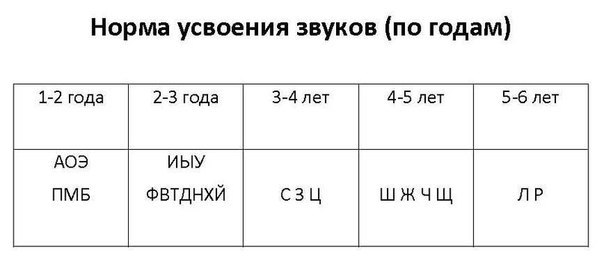 Норма усвоения звуков (по годам)
1-2 года 2-3 года 3-4 лет 4-5 лет 5-6 лет
АОЭ ИЫУ
ПМБ ФВТДНХЙ С З Ц Ш Ж Ч Щ Л Р